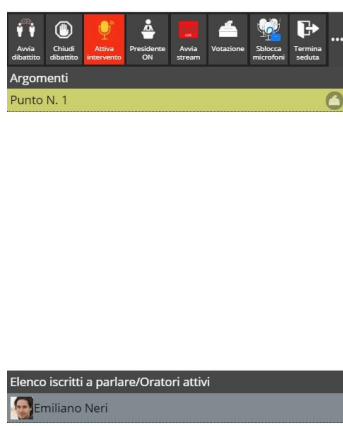 Avvia dibattito
Chiudi dibattito
Attiva intervento
Presidente ON
Avvia stream
Votazione
Sblocca microfoni
Termina seduta
...
Argomenti
Punto N. 1
Elenco iscritti a parlare/Oratori attivi
Emiliano Neri